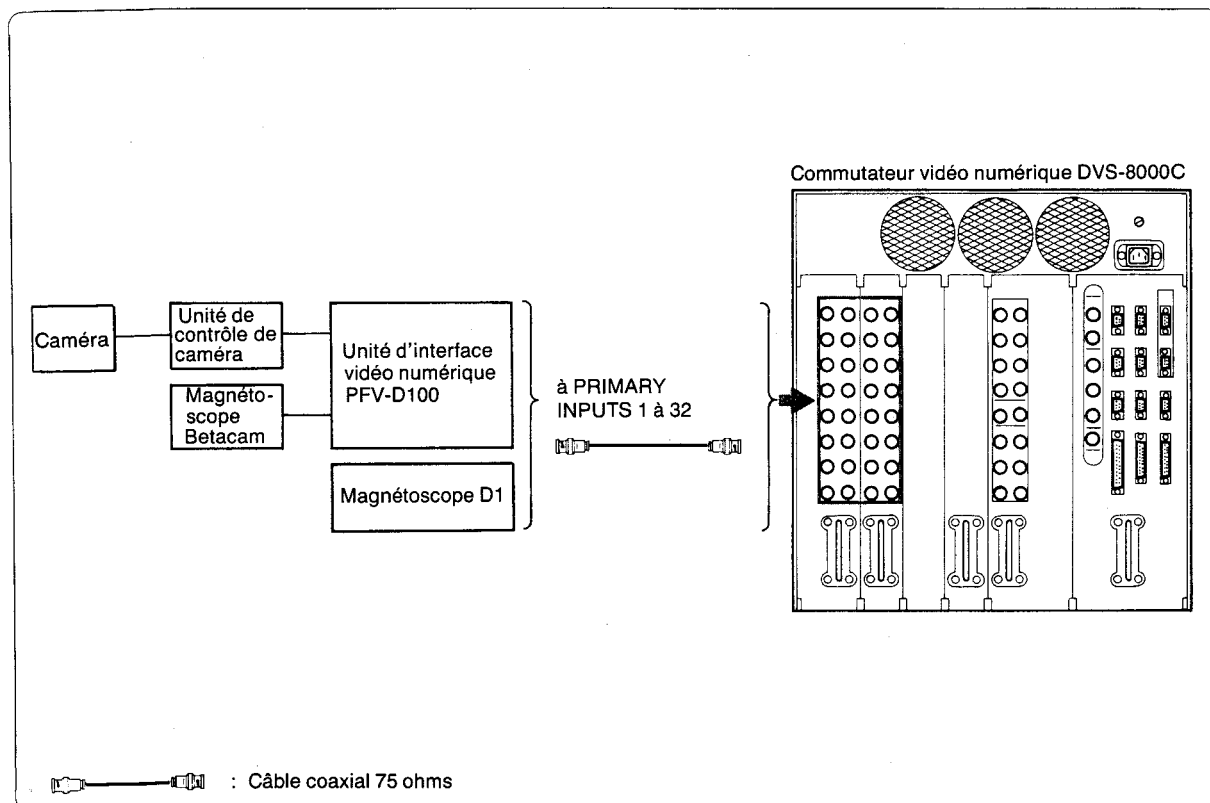 Commutateur vidéo numérique DVS-8000C
Caméra
Unité de
contrôle de
caméra
Magnéto-
scope
Betacam
Unité d'interface
vidéo numérique
PFV-D100
Magnétoscope D1
à PRIMARY
INPUTS 1 à 32
: Câble coaxial 75 ohms